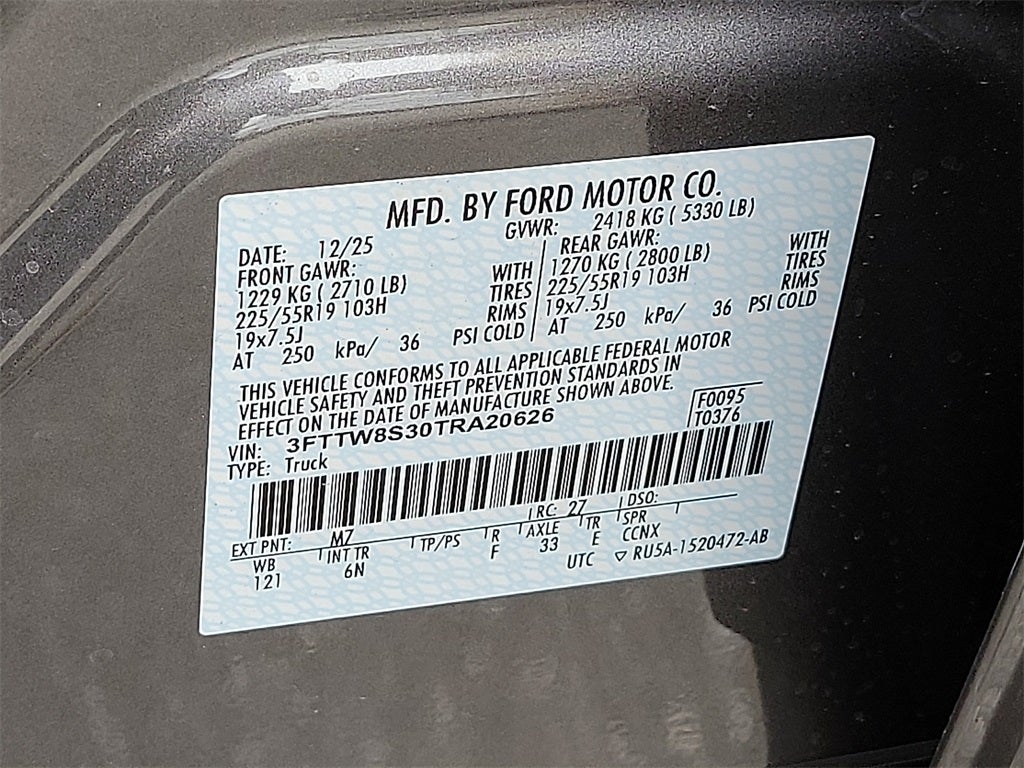 MFD. BY FORD MOTOR CO.
DATE: 12/25 GVWR: 2418 KG ( 5330 LB)
FRONT GAWR: REAR GAWR:
1229 KG ( 2710 LB) WITH 1270 KG ( 2800 LB) WITH
225/55R19 103H TIRES 225/55R19 103H TIRES
19x7.5J RIMS 19x7.5J RIMS
AT 250 kPa/ 36 PSI COLD AT 250 kPa/ 36 PSI COLD
THIS VEHICLE CONFORMS TO ALL APPLICABLE FEDERAL MOTOR
VEHICLE SAFETY AND THEFT PREVENTION STANDARDS IN
EFFECT ON THE DATE OF MANUFACTURE SHOWN ABOVE.
VIN: 3FTTW8S30TRA20626 F0095
TYPE: Truck T0376
EXT PNT: M7 RC: 27 DSO:
WB INT TR TP/PS R AXLE TR SPR
121 6N F 33 E CCNX
UTC ▽ RU5A-1520472-AB